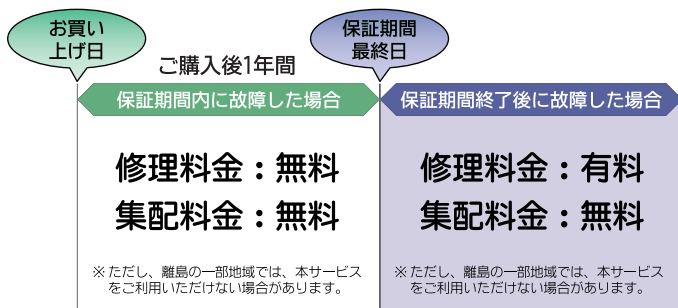 お買い
上げ日
保証期間
最終日
ご購入後1年間
保証期間内に故障した場合
修理料金：無料
集配料金：無料
※ ただし、離島の一部地域では、本サービス
をご利用いただけない場合があります。
保証期間終了後に故障した場合
修理料金：有料
集配料金：無料
※ ただし、離島の一部地域では、本サービス
をご利用いただけない場合があります。